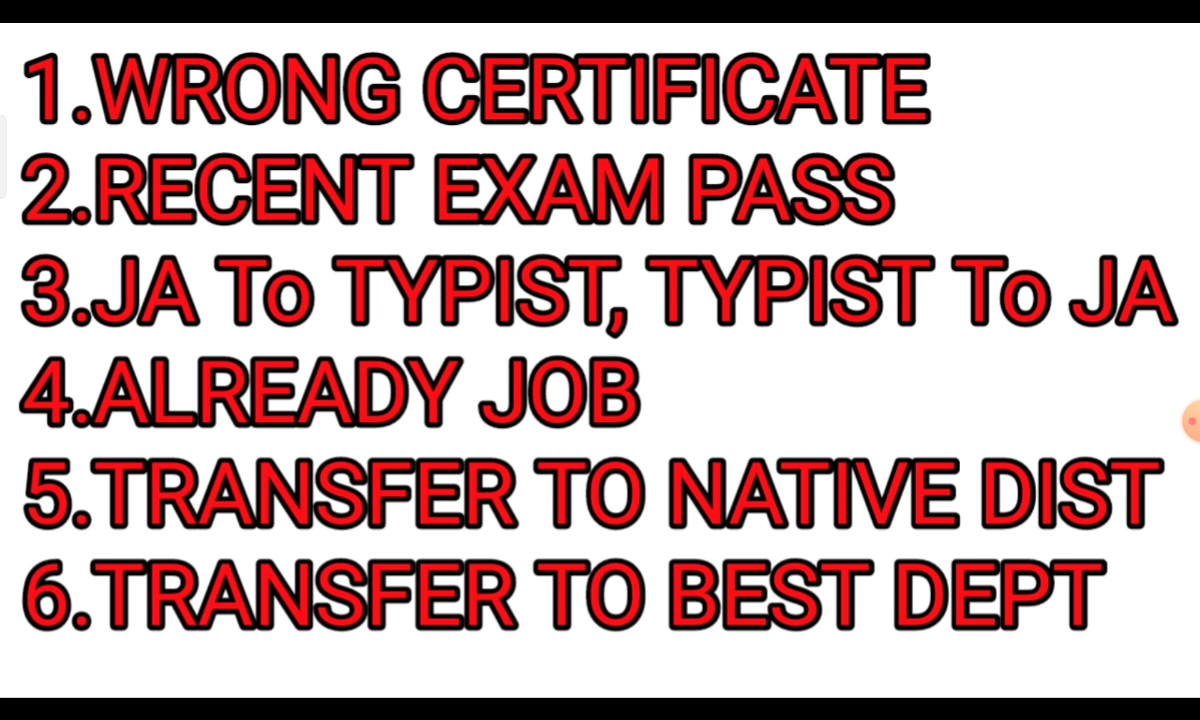 1.WRONG CERTIFICATE
2.RECENT EXAM PASS
3.JA To TYPIST, TYPIST To JA
4.ALREADY JOB
5.TRANSFER TO NATIVE DIST
6.TRANSFER TO BEST DEPT